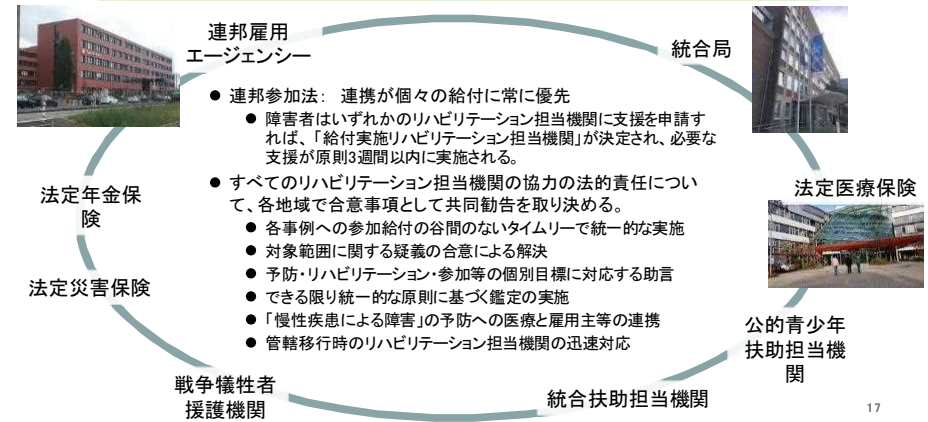 連邦雇用
エージェンシー
統合局
● 連邦参加法： 連携が個々の給付に常に優先
● 障害者はいずれかのリハビリテーション担当機関に支援を申請す
れば、「給付実施リハビリテーション担当機関」が決定され、必要な
支援が原則3週間以内に実施される。
● すべてのリハビリテーション担当機関の協力の法的責任につい
て、各地域で合意事項として共同勧告を取り決める。
● 各事例への参加給付の谷間のないタイムリーで統一的な実施
● 対象範囲に関する疑義の合意による解決
● 予防・リハビリテーション・参加等の個別目標に対応する助言
● できる限り統一的な原則に基づく鑑定の実施
● 「慢性疾患による障害」の予防への医療と雇用主等の連携
● 管轄移行時のリハビリテーション担当機関の迅速対応
法定年金保
険
法定医療保険
法定災害保険
公的青少年
扶助担当機
関
戦争犠牲者
援護機関
統合扶助担当機関
17